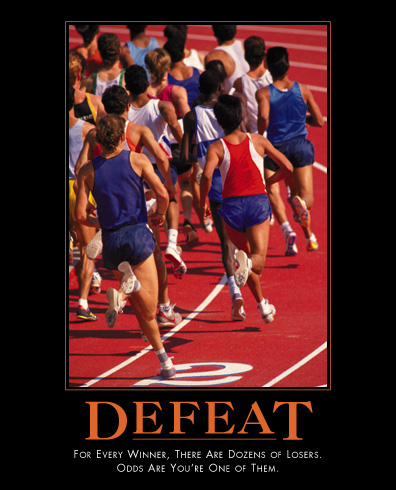 DEFEAT
FOR EVERY WINNER, THERE ARE DOZENS OF LOSERS.
ODDS ARE YOU'RE ONE OF THEM.